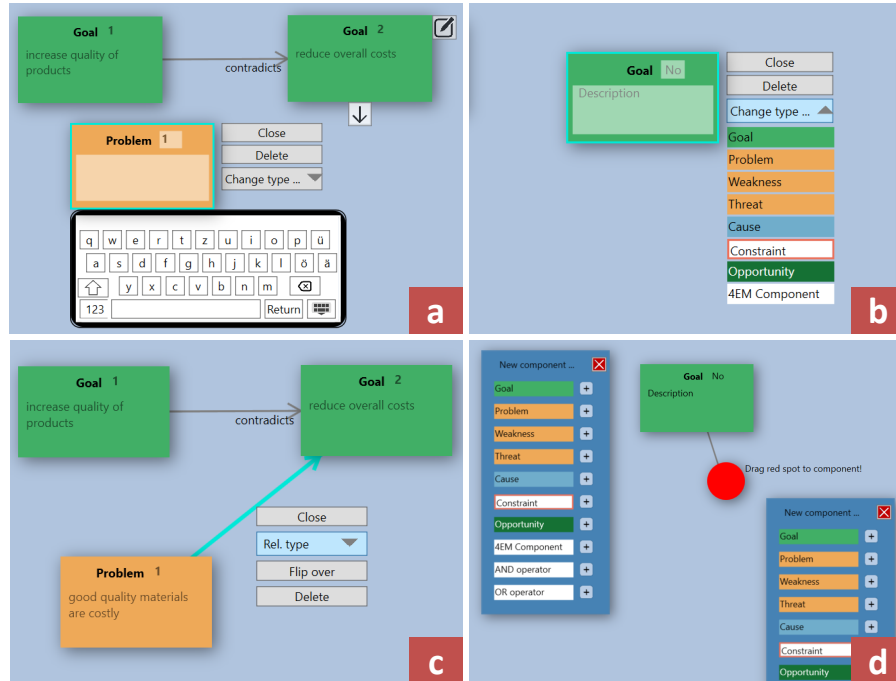 Goal 1
increase quality of
products
contradicts
Goal 2
reduce overall costs
Problem 1
Close
Delete
Change type ...
q w e r t z u i o p ü
a s d f g h j k l ö ä
y x c v b n m
123 Return
a
Goal No
Description
Close
Delete
Change type ...
Goal
Problem
Weakness
Threat
Cause
Constraint
Opportunity
4EM Component
b
Goal 1
increase quality of
products
contradicts
Goal 2
reduce overall costs
Problem 1
good quality materials
are costly
Close
Rel. type
Flip over
Delete
c
New component ...
Goal +
Problem +
Weakness +
Threat +
Cause +
Constraint +
Opportunity +
4EM Component +
AND operator +
OR operator +
Goal No
Description
Drag red spot to component!
New component ...
Goal +
Problem +
Weakness +
Threat +
Cause +
Constraint
Opportunity
d